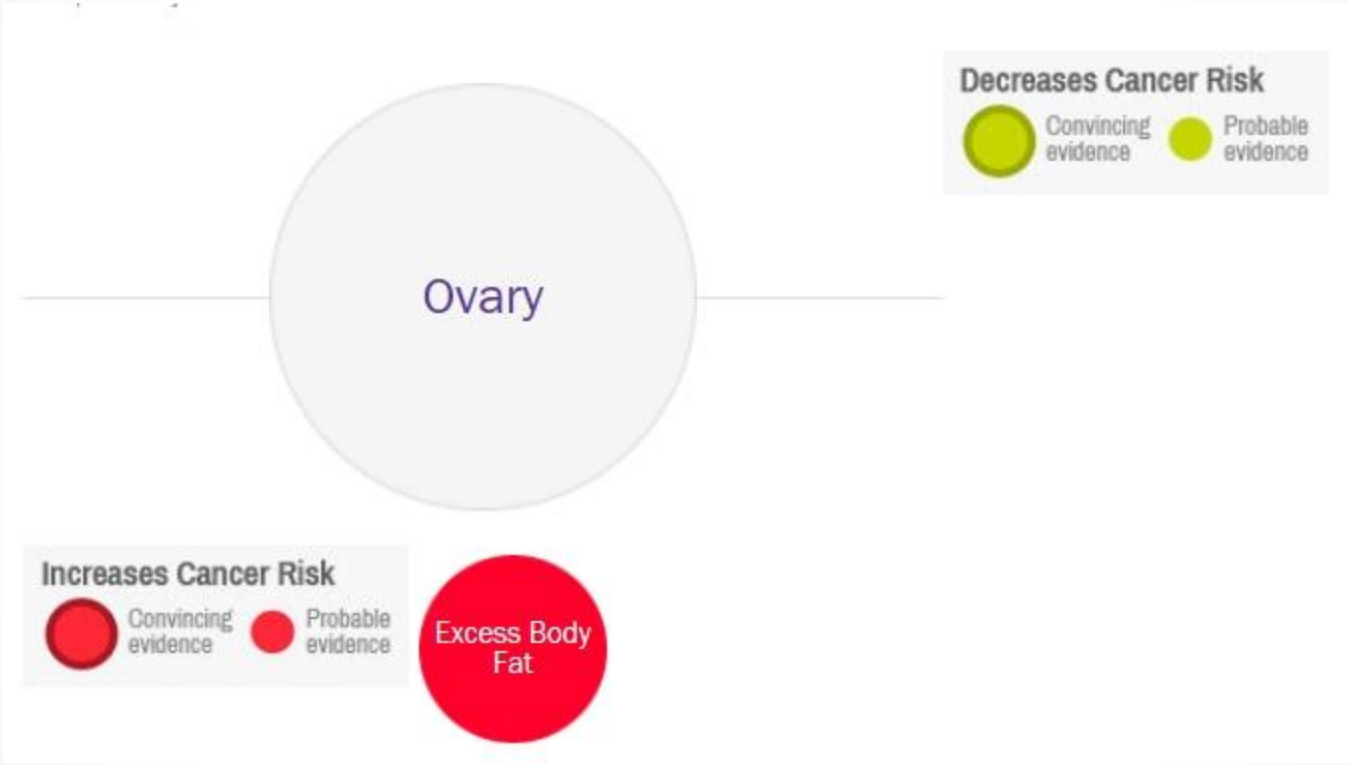 Decreases Cancer Risk
Convincing
evidence
Probable
evidence
Ovary
Increases Cancer Risk
Convincing
evidence
Probable
evidence
Excess Body
Fat